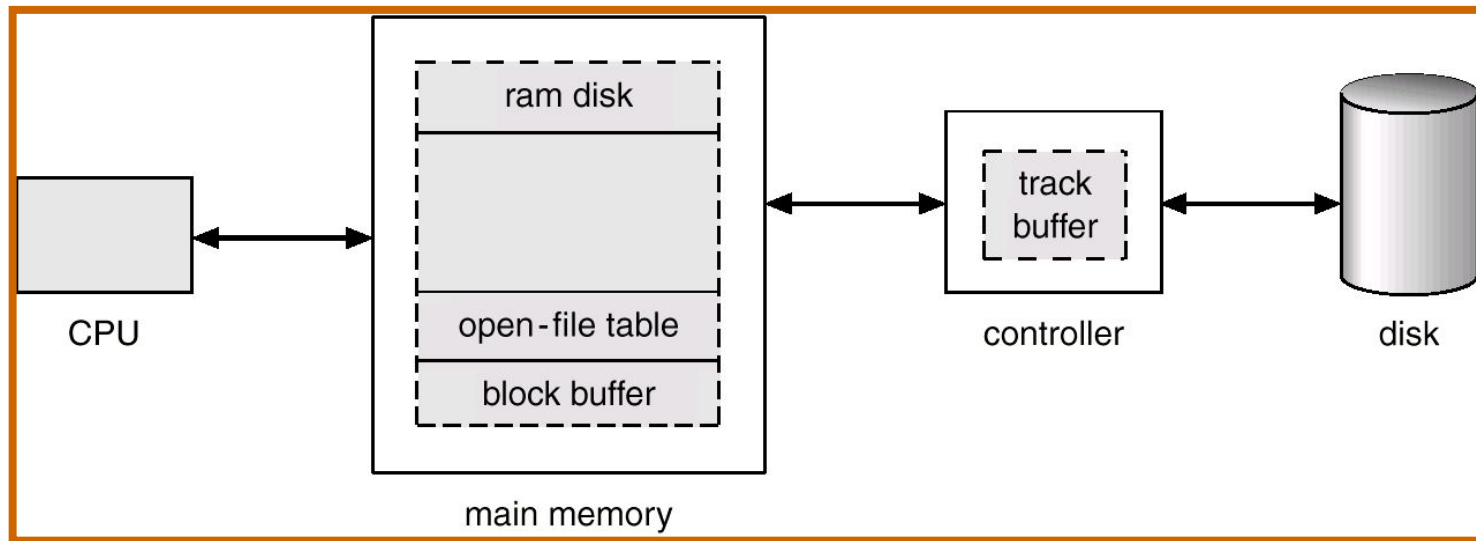 ram disk
open-file table
block buffer
track
buffer
CPU
main memory
controller
disk